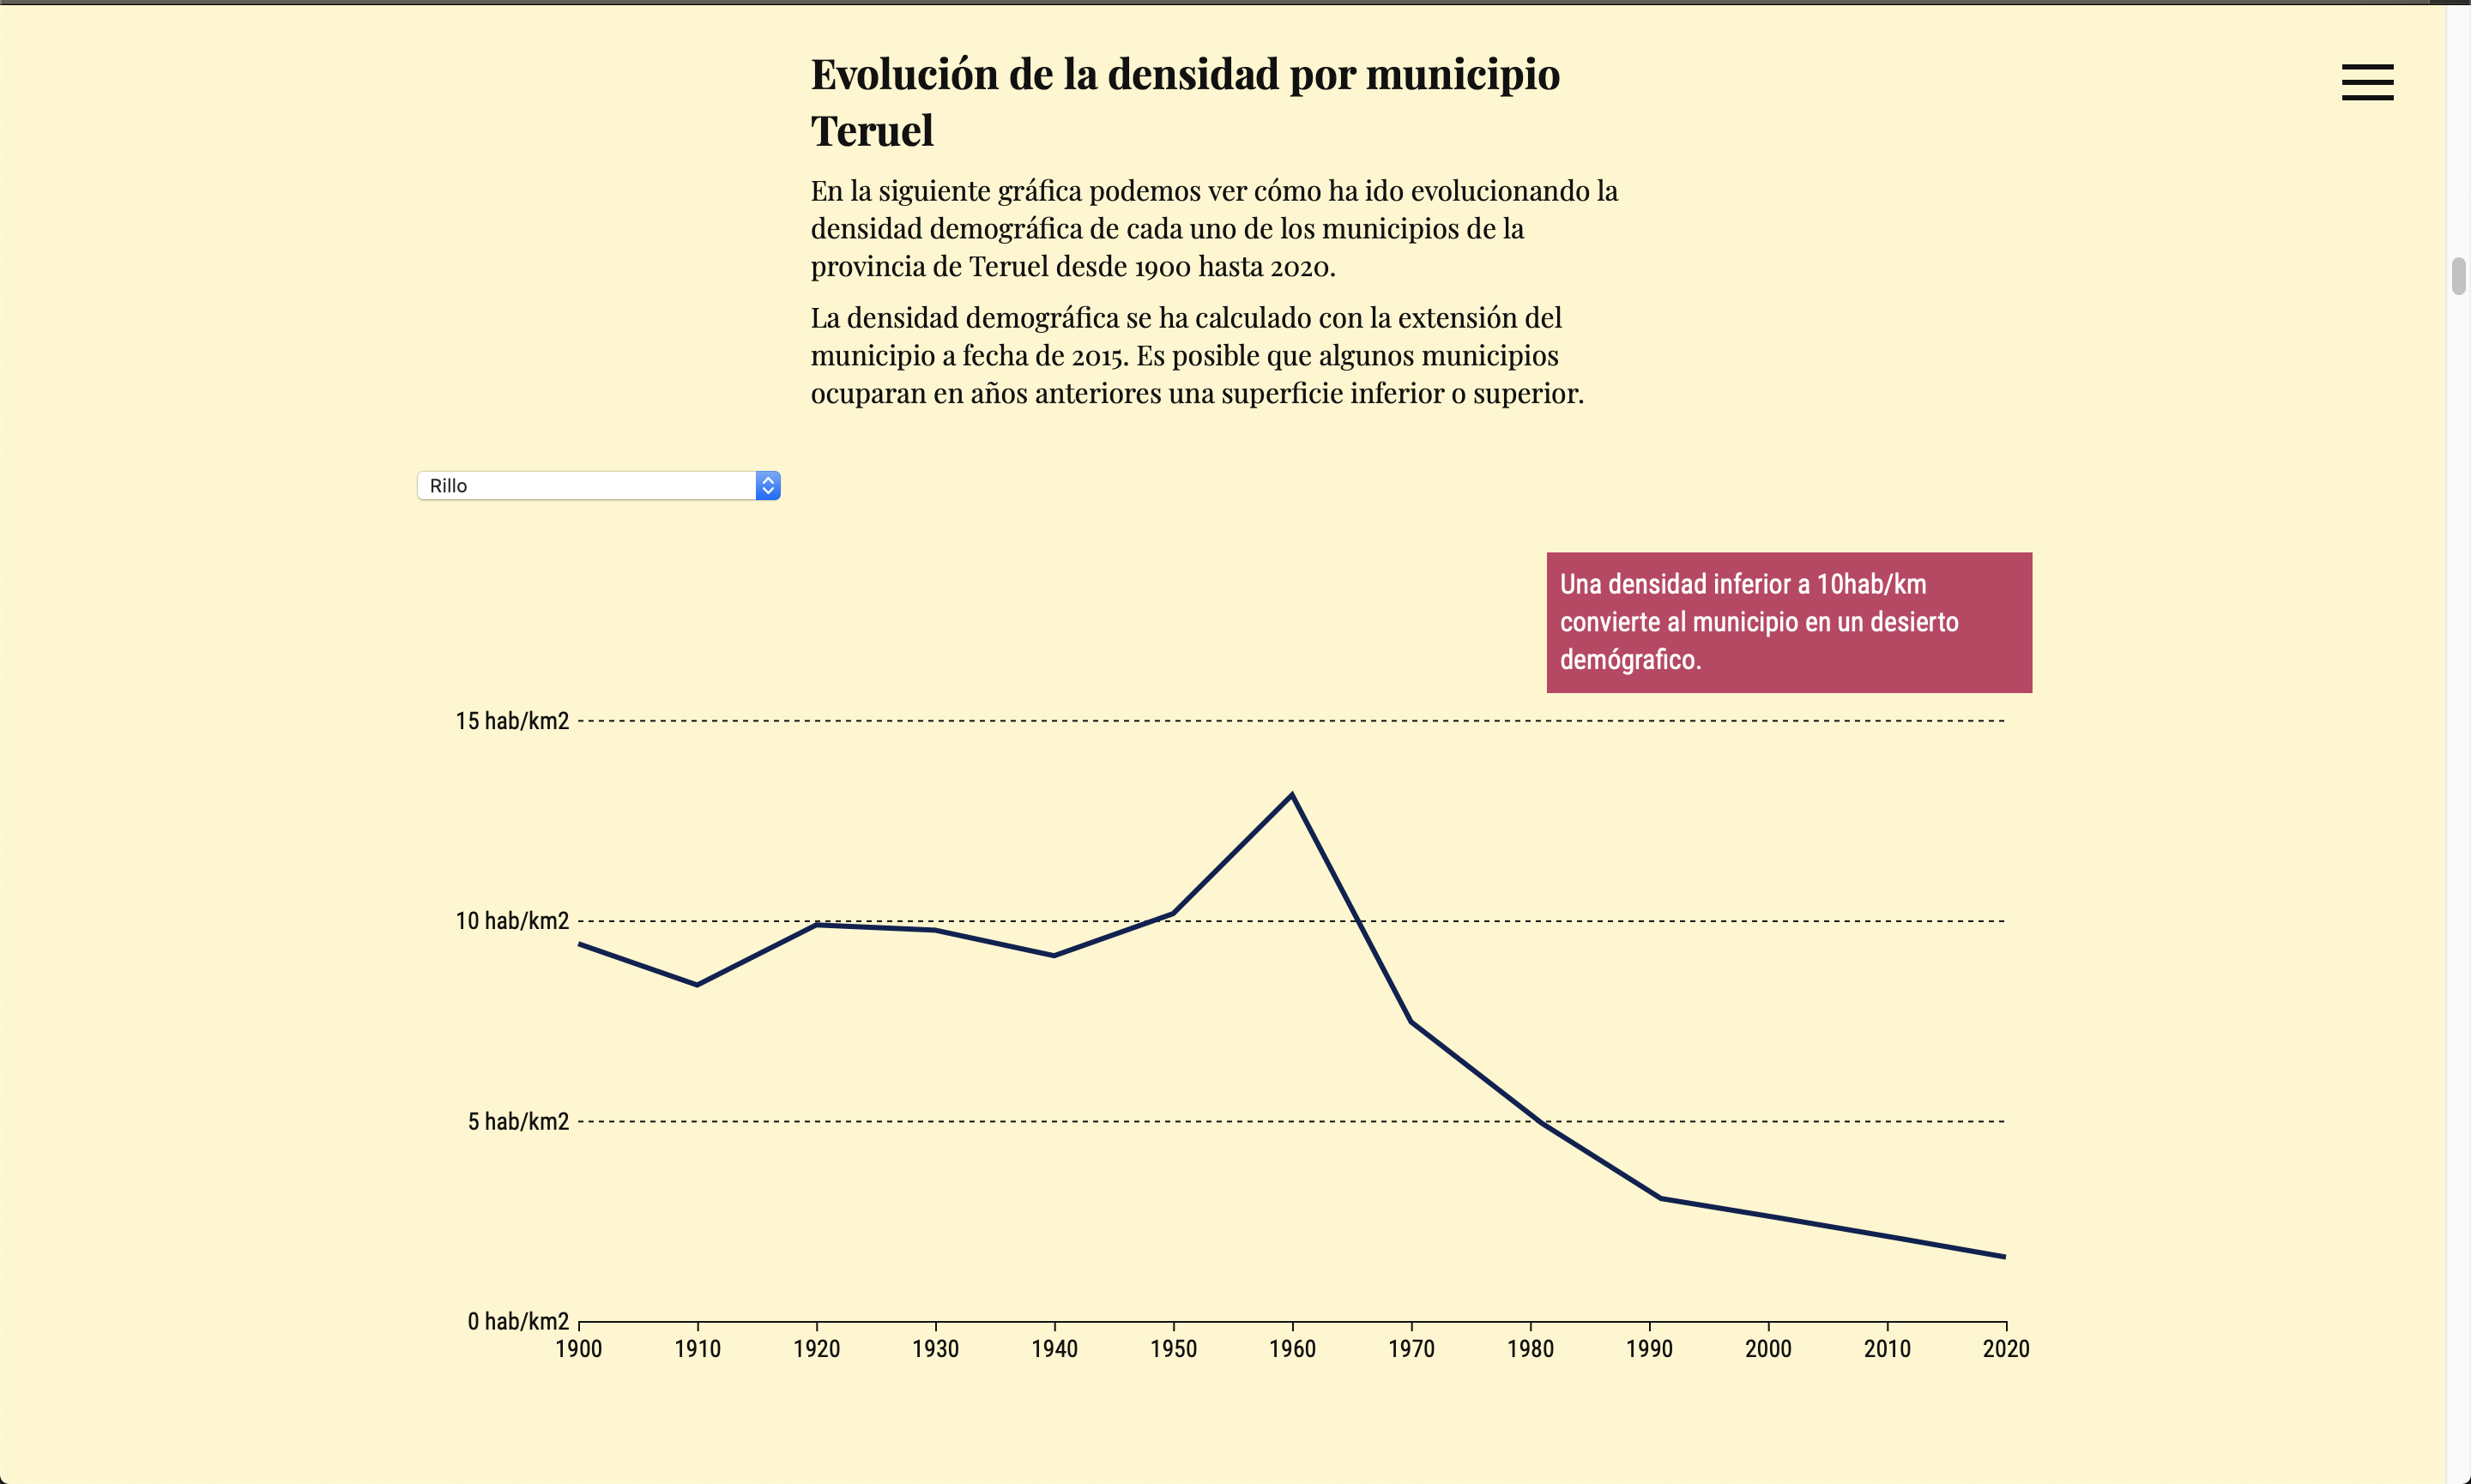 Evolución de la densidad por municipio
Teruel
En la siguiente gráfica podemos ver cómo ha ido evolucionando la
densidad demográfica de cada uno de los municipios de la
provincia de Teruel desde 1900 hasta 2020.
La densidad demográfica se ha calculado con la extensión del
municipio a fecha de 2015. Es posible que algunos municipios
ocuparan en años anteriores una superficie inferior o superior.
Rillo
Una densidad inferior a 10hab/km
convierte al municipio en un desierto
demógrafico.
15 hab/km2
10 hab/km2
5 hab/km2
0 hab/km2
1900 1910 1920 1930 1940 1950 1960 1970 1980 1990 2000 2010 2020